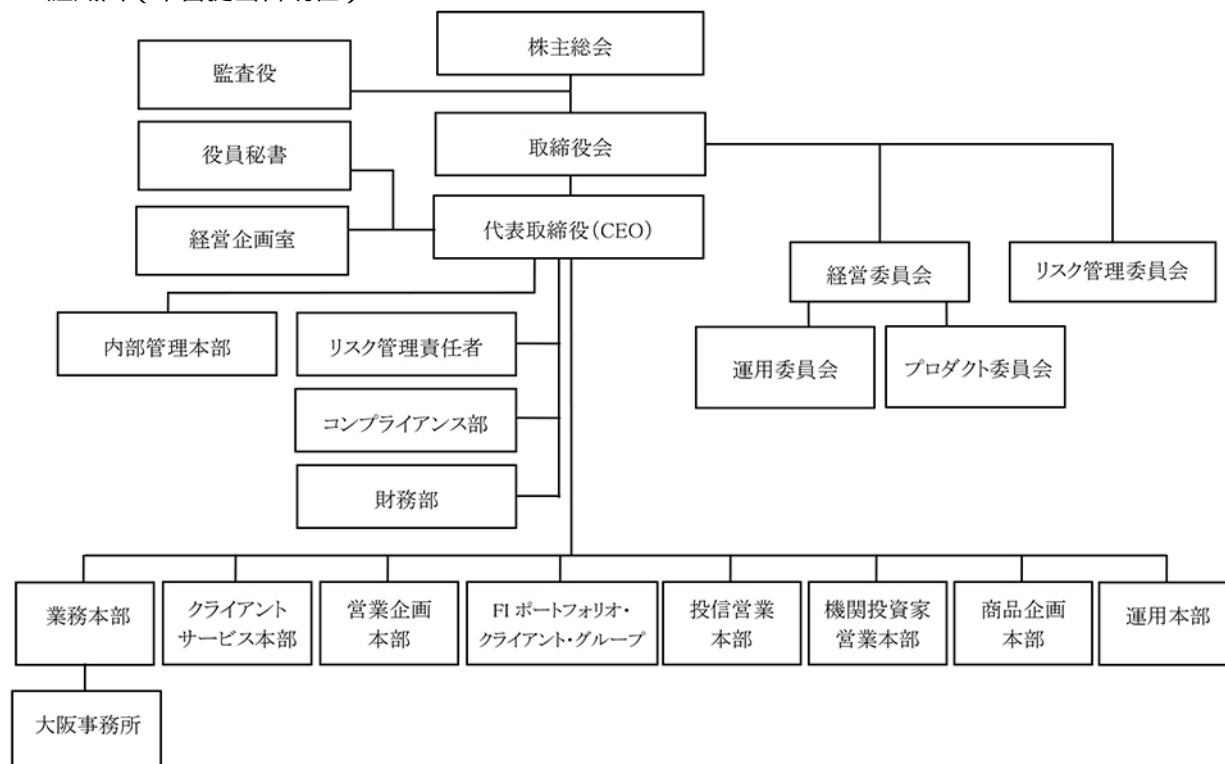 株主総会
監査役
取締役会
役員秘書
代表取締役(CEO)
経営企画室
経営委員会
リスク管理委員会
内部管理本部
リスク管理責任者
運用委員会
プロダクト委員会
コンプライアンス部
財務部
業務本部
クライアント
サービス本部
営業企画
本部
FI ポートフォリオ・
クライアント・グループ
投信営業
本部
機関投資家
営業本部
商品企画
本部
運用本部
大阪事務所